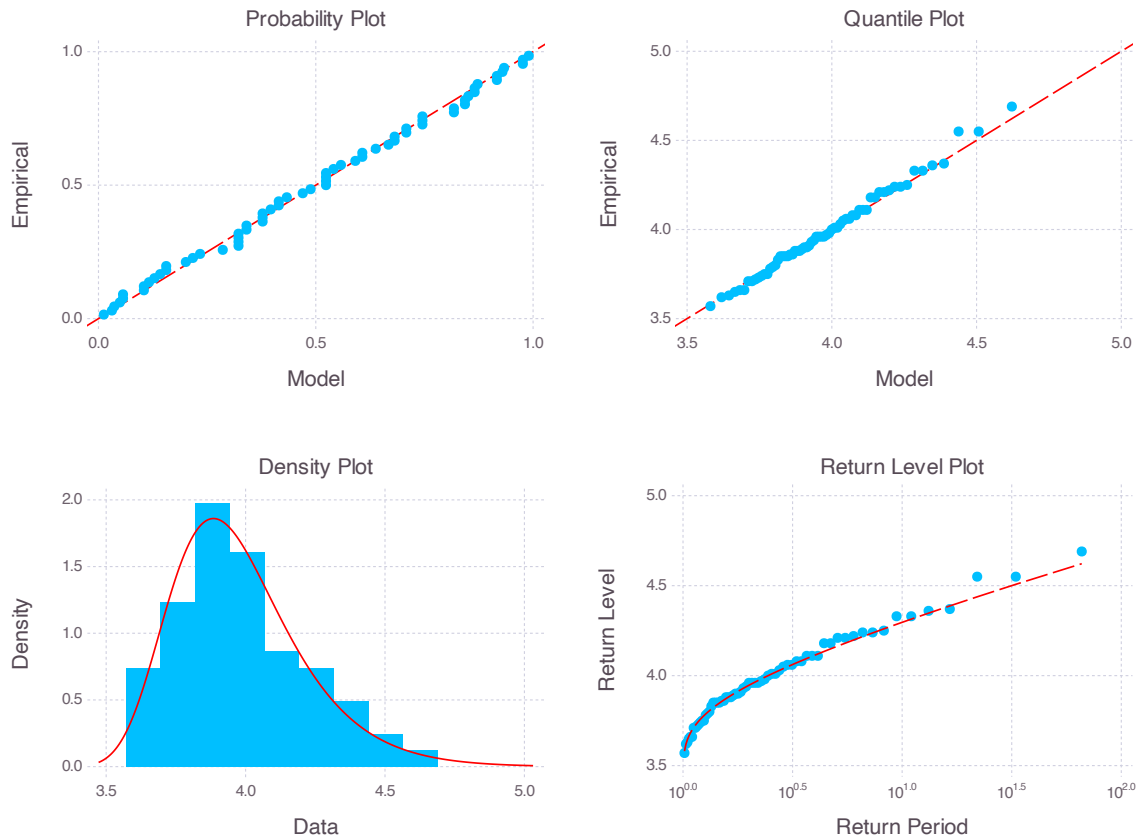 Probability Plot
Empirical
1.0
0.5
0.0
0.0 0.5 1.0
Model
Quantile Plot
Empirical
5.0
4.5
4.0
3.5
3.5 4.0 4.5 5.0
Model
Density Plot
Density
2.0
1.5
1.0
0.5
0.0
3.5 4.0 4.5 5.0
Data
Return Level Plot
Return Level
5.0
4.5
4.0
3.5
10^0.0 10^0.5 10^1.0 10^1.5 10^2.0
Return Period